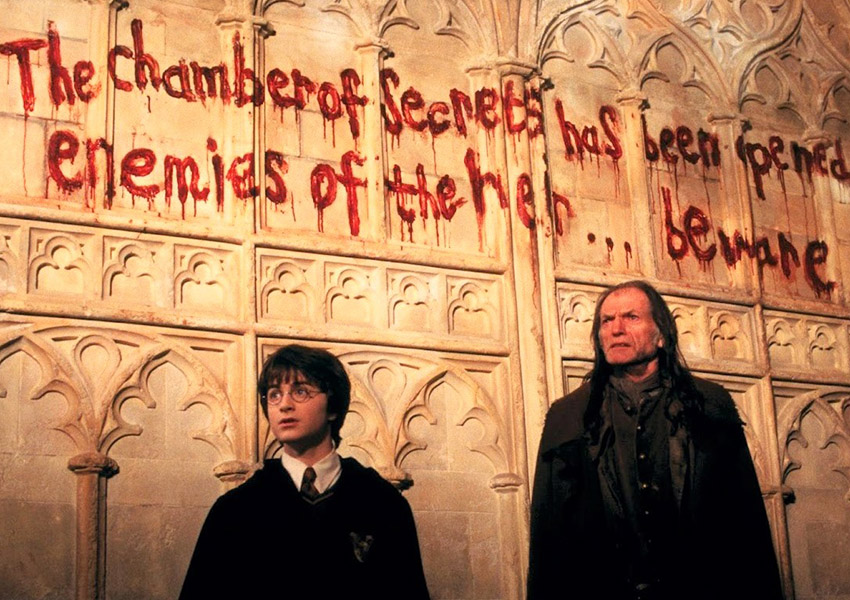 The chamber of Secrets has been opened
enemies of the heir ... beware